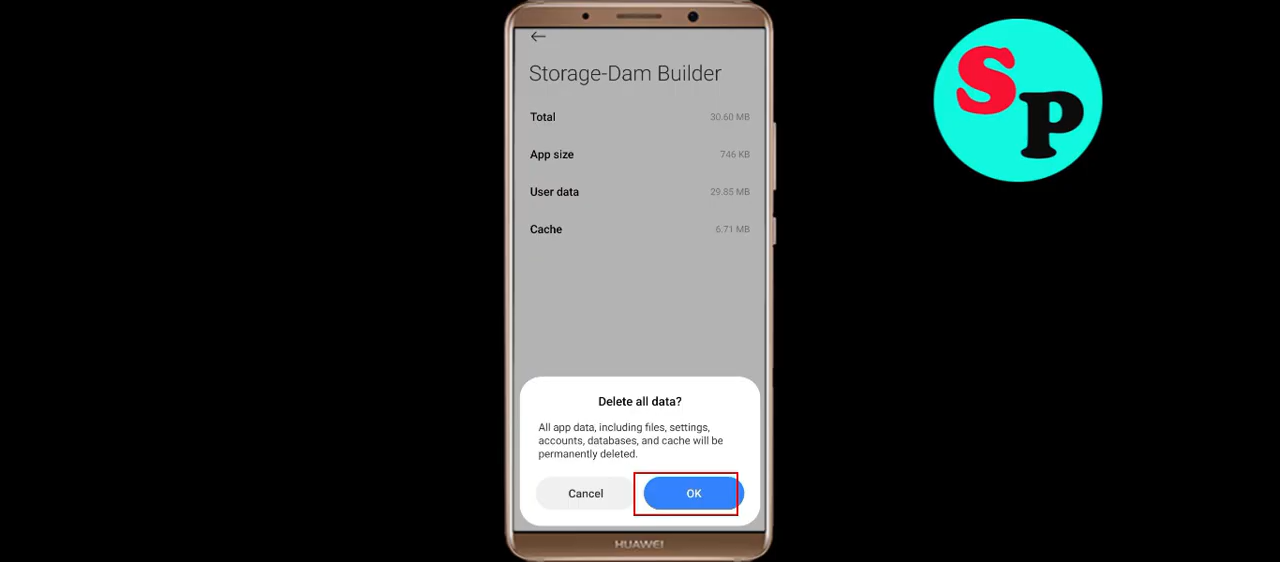 Storage-Dam Builder
Total 30.60 MB
App size 746 KB
User data 29.85 MB
Cache 6.71 MB
Delete all data?
All app data, including files, settings,
accounts, databases, and cache will be
permanently deleted.
Cancel OK
HUAWEI
SP